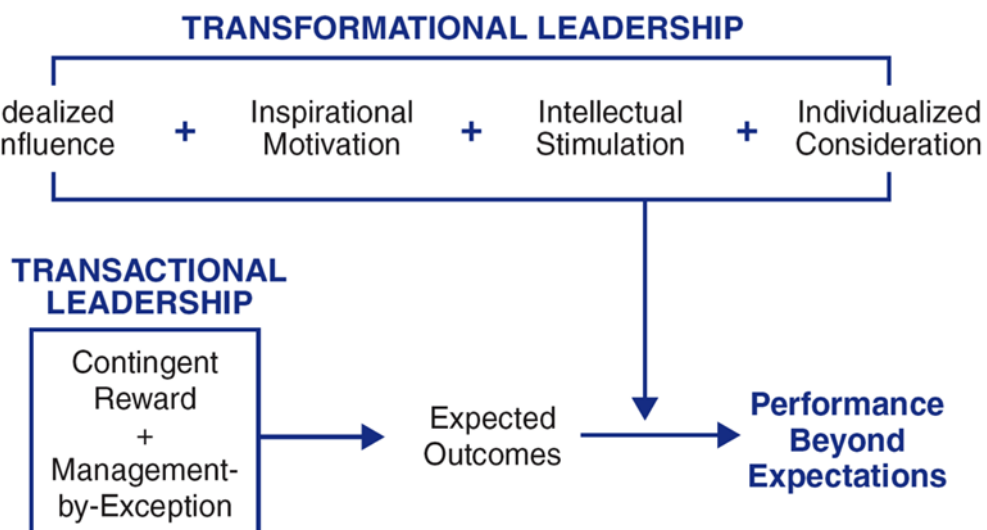 TRANSFORMATIONAL LEADERSHIP
dealized
nfluence
+
Inspirational
Motivation
+
Intellectual
Stimulation
+
Individualized
Consideration
TRANSACTIONAL
LEADERSHIP
Contingent
Reward
+
Management-
by-Exception
Expected
Outcomes
Performance
Beyond
Expectations